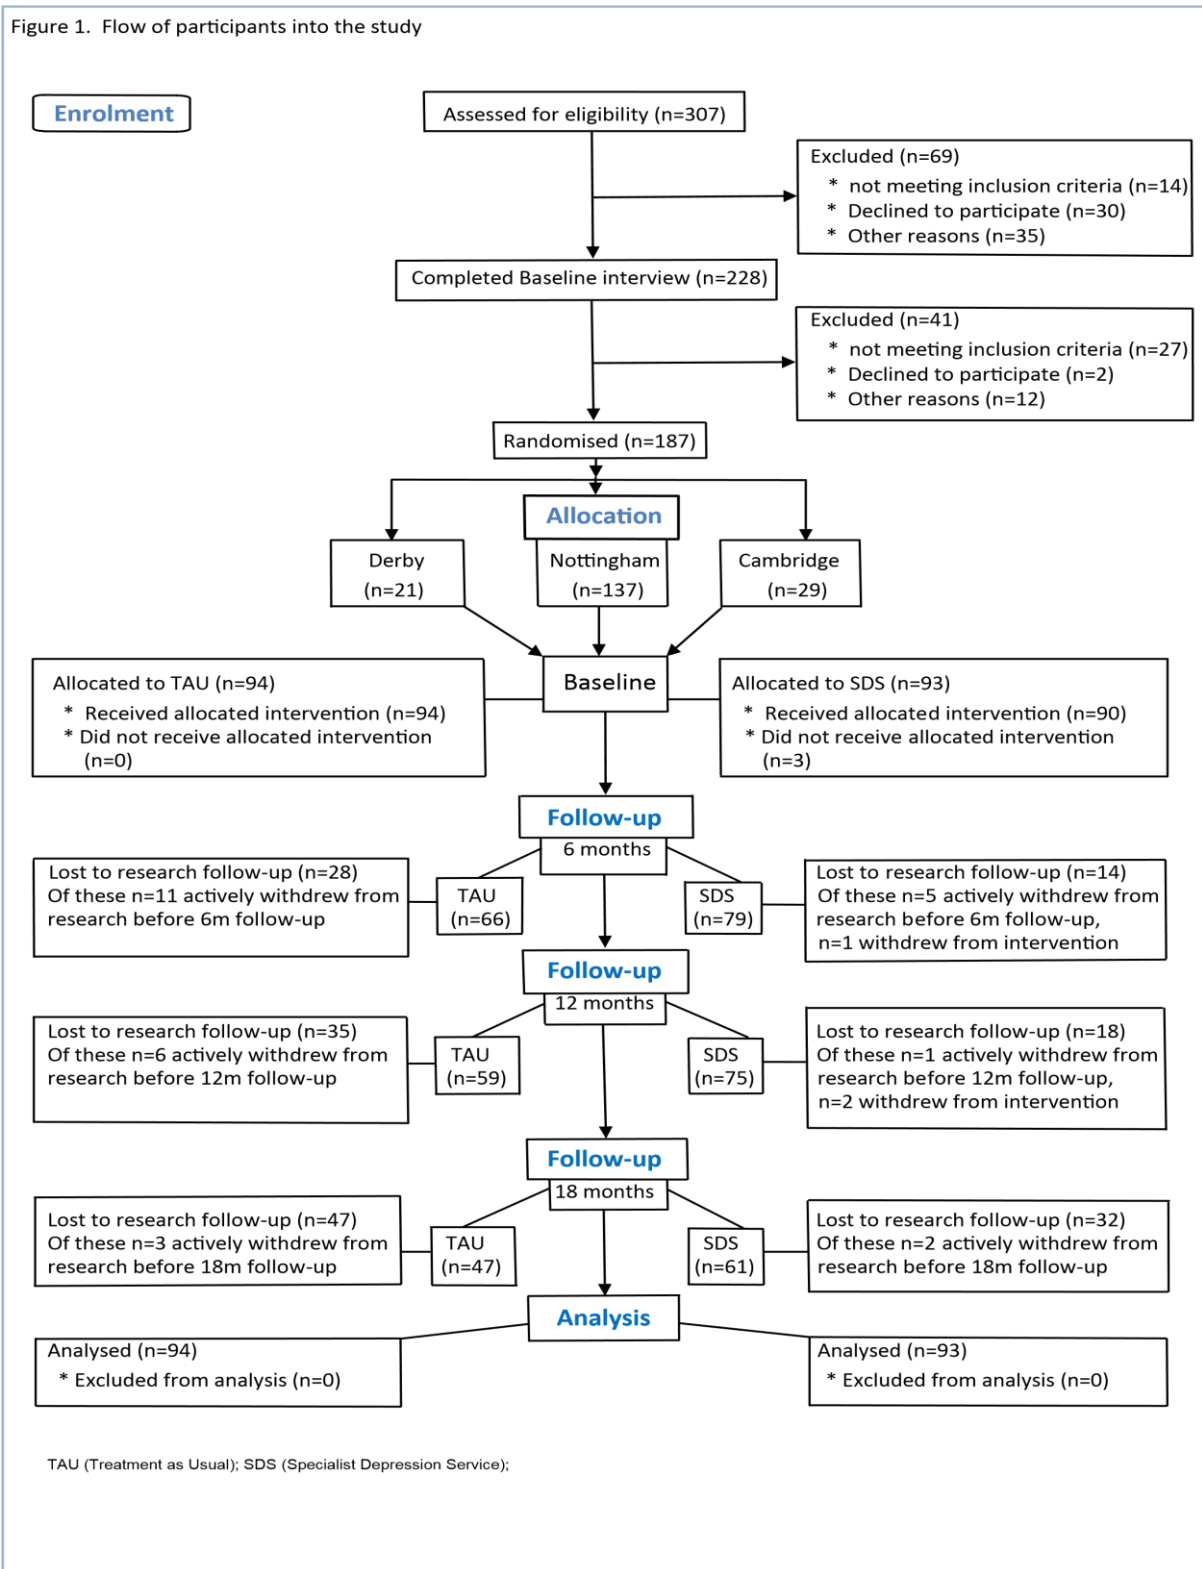 Figure 1.  Flow of participants into the study
Enrolment
Assessed for eligibility (n=307)
Excluded (n=69)
* not meeting inclusion criteria (n=14)
* Declined to participate (n=30)
* Other reasons (n=35)
Completed Baseline interview (n=228)
Excluded (n=41)
* not meeting inclusion criteria (n=27)
* Declined to participate (n=2)
* Other reasons (n=12)
Randomised (n=187)
Allocation
Derby
(n=21)
Nottingham
(n=137)
Cambridge
(n=29)
Baseline
Allocated to TAU (n=94)
* Received allocated intervention (n=94)
* Did not receive allocated intervention
(n=0)
Allocated to SDS (n=93)
* Received allocated intervention (n=90)
* Did not receive allocated intervention
(n=3)
Follow-up
6 months
Lost to research follow-up (n=28)
Of these n=11 actively withdrew from
research before 6m follow-up
TAU
(n=66)
SDS
(n=79)
Lost to research follow-up (n=14)
Of these n=5 actively withdrew from
research before 6m follow-up,
n=1 withdrew from intervention
Follow-up
12 months
Lost to research follow-up (n=35)
Of these n=6 actively withdrew from
research before 12m follow-up
TAU
(n=59)
SDS
(n=75)
Lost to research follow-up (n=18)
Of these n=1 actively withdrew from
research before 12m follow-up,
n=2 withdrew from intervention
Follow-up
18 months
Lost to research follow-up (n=47)
Of these n=3 actively withdrew from
research before 18m follow-up
TAU
(n=47)
SDS
(n=61)
Lost to research follow-up (n=32)
Of these n=2 actively withdrew from
research before 18m follow-up
Analysis
Analysed (n=94)
* Excluded from analysis (n=0)
Analysed (n=93)
* Excluded from analysis (n=0)
TAU (Treatment as Usual); SDS (Specialist Depression Service);